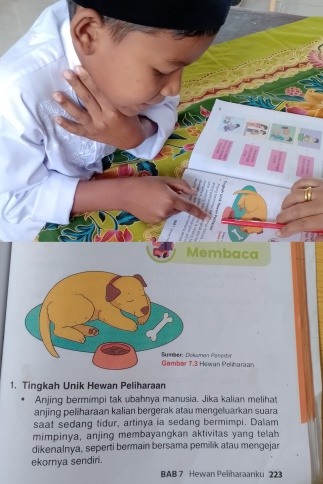 Membaca
Sumber: Dokumen Penerbit
Gambar 7.3 Hewan Peliharaan
1. Tingkah Unik Hewan Peliharaan
• Anjing bermimpi tak ubahnya manusia. Jika kalian melihat
anjing peliharaan kalian bergerak atau mengeluarkan suara
saat sedang tidur, artinya ia sedang bermimpi. Dalam
mimpinya, anjing membayangkan aktivitas yang telah
dikenalnya, seperti bermain bersama pemilik atau mengejar
ekornya sendiri.
BAB 7 Hewan Peliharaanku 223